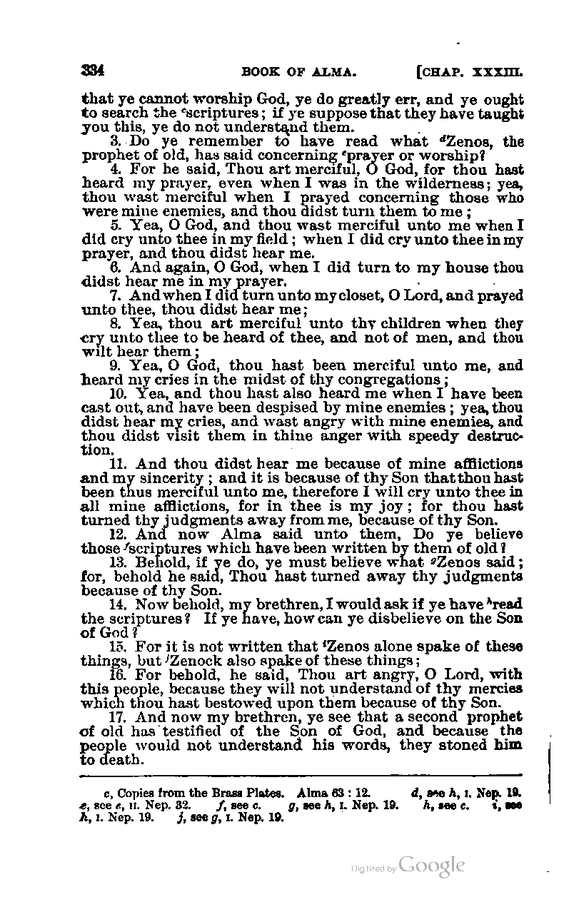 334 BOOK OF ALMA. [CHAP. XXXIII.
that ye cannot worship God, ye do greatly err, and ye ought
to search the ᶜscriptures; if ye suppose that they have taught
you this, ye do not understand them.
3. Do ye remember to have read what ᵈZenos, the
prophet of old, has said concerning ᵉprayer or worship?
4. For he said, Thou art merciful, O God, for thou hast
heard my prayer, even when I was in the wilderness; yea,
thou wast merciful when I prayed concerning those who
were mine enemies, and thou didst turn them to me;
5. Yea, O God, and thou wast merciful unto me when I
did cry unto thee in my field; when I did cry unto thee in my
prayer, and thou didst hear me.
6. And again, O God, when I did turn to my house thou
didst hear me in my prayer.
7. And when I did turn unto my closet, O Lord, and prayed
unto thee, thou didst hear me;
8. Yea, thou art merciful unto thy children when they
cry unto thee to be heard of thee, and not of men, and thou
wilt hear them;
9. Yea, O God, thou hast been merciful unto me, and
heard my cries in the midst of thy congregations;
10. Yea, and thou hast also heard me when I have been
cast out, and have been despised by mine enemies; yea, thou
didst hear my cries, and wast angry with mine enemies, and
thou didst visit them in thine anger with speedy destruc-
tion.
11. And thou didst hear me because of mine afflictions
and my sincerity; and it is because of thy Son that thou hast
been thus merciful unto me, therefore I will cry unto thee in
all mine afflictions, for in thee is my joy; for thou hast
turned thy judgments away from me, because of thy Son.
12. And now Alma said unto them, Do ye believe
those ᶠscriptures which have been written by them of old?
13. Behold, if ye do, ye must believe what ᵍZenos said;
for, behold he said, Thou hast turned away thy judgments
because of thy Son.
14. Now behold, my brethren, I would ask if ye have ʰread
the scriptures? If ye have, how can ye disbelieve on the Son
of God?
15. For it is not written that ⁱZenos alone spake of these
things, but ʲZenock also spake of these things;
16. For behold, he said, Thou art angry, O Lord, with
this people, because they will not understand of thy mercies
which thou hast bestowed upon them because of thy Son.
17. And now my brethren, ye see that a second prophet
of old has testified of the Son of God, and because the
people would not understand his words, they stoned him
to death.
c, Copies from the Brass Plates. Alma 63 : 12. d, see h, I. Nep. 19.
e, see e, II. Nep. 32. f, see c. g, see h, I. Nep. 19. h, see c. i, see
h, I. Nep. 19. j, see g, I. Nep. 19.
Digitized by Google